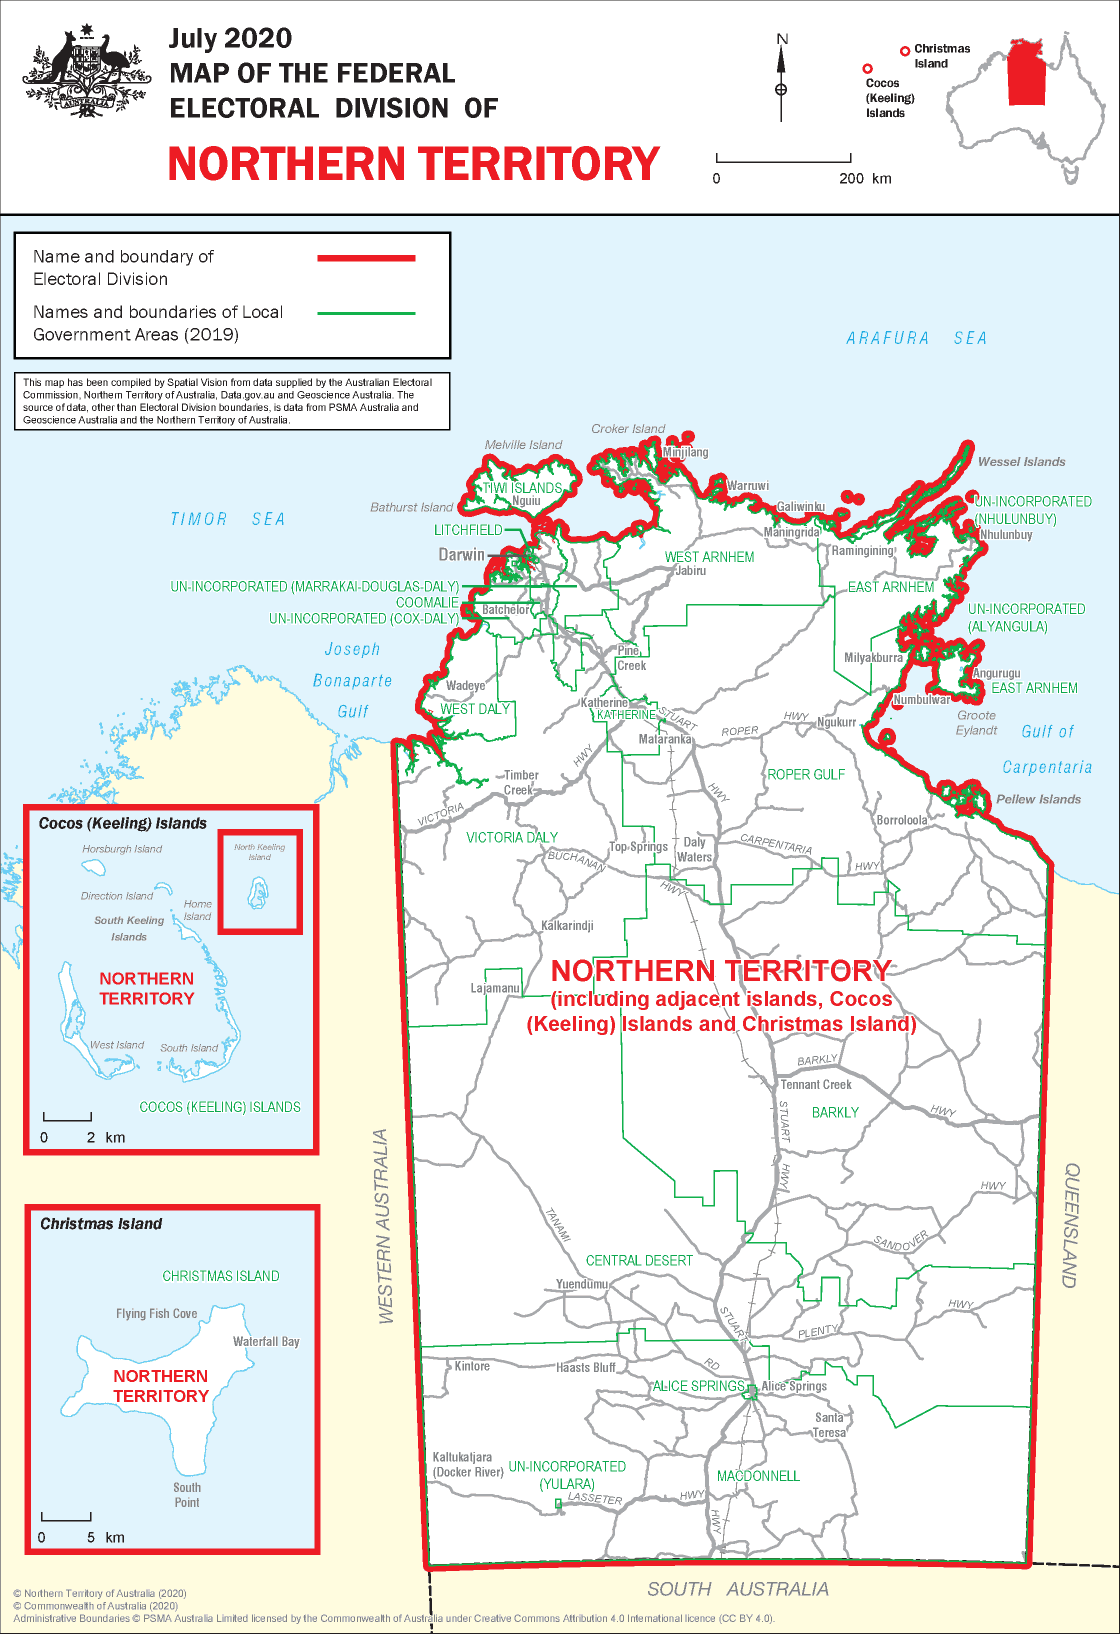 July 2020
MAP OF THE FEDERAL
ELECTORAL DIVISION OF
NORTHERN TERRITORY
AUSTRALIA
N
0 200 km
Christmas
Island
Cocos
(Keeling)
Islands
Name and boundary of
Electoral Division
Names and boundaries of Local
Government Areas (2019)
This map has been compiled by Spatial Vision from data supplied by the Australian Electoral
Commission, Northern Territory of Australia, Data.gov.au and Geoscience Australia. The
source of data, other than Electoral Division boundaries, is data from PSMA Australia and
Geoscience Australia and the Northern Territory of Australia.
ARAFURA SEA
Croker Island
Melville Island
Minjilang
Wessel Islands
TIWI ISLANDS
Nguiu
Warruwi
Bathurst Island
Galiwinku
UN-INCORPORATED
(NHULUNBUY)
TIMOR SEA
LITCHFIELD
Maningrida
Nhulunbuy
Darwin
WEST ARNHEM
Ramingining
Jabiru
UN-INCORPORATED (MARRAKAI-DOUGLAS-DALY)
EAST ARNHEM
COOMALIE
Batchelor
UN-INCORPORATED (COX-DALY)
UN-INCORPORATED
(ALYANGULA)
Joseph
Bonaparte
Gulf
Pine
Creek
Milyakburra
Angurugu
Wadeye
EAST ARNHEM
Numbulwar
Katherine
KATHERINE
WEST DALY
Groote
Eylandt
STUART
HWY
Ngukurr
ROPER
HWY
Mataranka
Gulf of
Carpentaria
HWY
Timber
Creek
ROPER GULF
VICTORIA
Pellew Islands
Borroloola
VICTORIA DALY
Top Springs
Daly
Waters
CARPENTARIA
HWY
BUCHANAN
HWY
Kalkarindji
NORTHERN TERRITORY
(including adjacent islands, Cocos
(Keeling) Islands and Christmas Island)
Lajamanu
BARKLY
Tennant Creek
BARKLY
HWY
STUART
HWY
HWY
WESTERN AUSTRALIA
QUEENSLAND
TANAMI
SANDOVER
CENTRAL DESERT
Yuendumu
HWY
STUART
PLENTY
Kintore
Haasts Bluff
RD
ALICE SPRINGS
Alice Springs
Santa
Teresa
Kaltukatjara
(Docker River)
UN-INCORPORATED
(YULARA)
MACDONNELL
LASSETER
HWY
HWY
SOUTH AUSTRALIA
Cocos (Keeling) Islands
Horsburgh Island
North Keeling
Island
Direction Island
Home
Island
South Keeling
Islands
NORTHERN
TERRITORY
West Island
South Island
COCOS (KEELING) ISLANDS
0 2 km
Christmas Island
CHRISTMAS ISLAND
Flying Fish Cove
Waterfall Bay
NORTHERN
TERRITORY
South
Point
0 5 km
© Northern Territory of Australia (2020)
© Commonwealth of Australia (2020)
Administrative Boundaries © PSMA Australia Limited licensed by the Commonwealth of Australia under Creative Commons Attribution 4.0 International licence (CC BY 4.0).